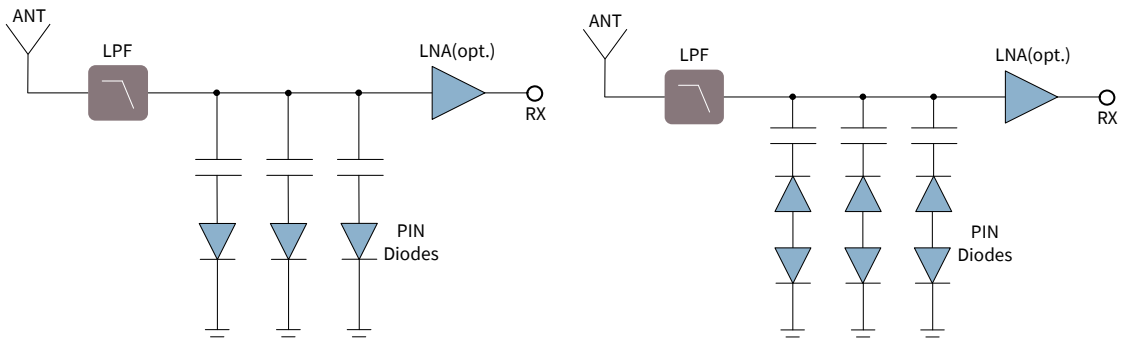 ANT
LPF
LNA(opt.)
RX
PIN
Diodes
ANT
LPF
LNA(opt.)
RX
PIN
Diodes